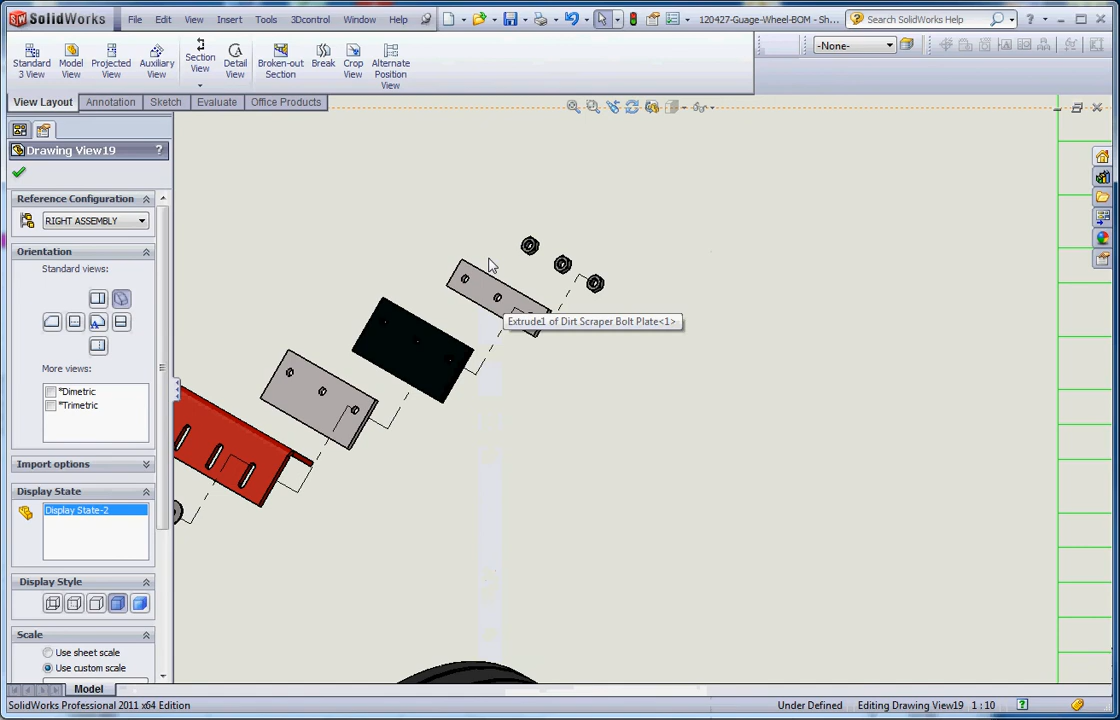 SolidWorks File Edit View Insert Tools 3Dcontrol Window Help 120427-Guage-Wheel-BOM - Sh... Search SolidWorks Help
-None-
Standard 3 View
Model View
Projected View
Auxiliary View
Section View
Detail View
Broken-out Section
Break
Crop View
Alternate Position View
View Layout Annotation Sketch Evaluate Office Products
Drawing View19 ?
Reference Configuration
RIGHT ASSEMBLY
Orientation
Standard views:
More views:
*Dimetric
*Trimetric
Import options
Display State
Display State-2
Display Style
Scale
Use sheet scale
Use custom scale
Extrude1 of Dirt Scraper Bolt Plate<1>
Model
SolidWorks Professional 2011 x64 Edition Under Defined Editing Drawing View19 1 : 10